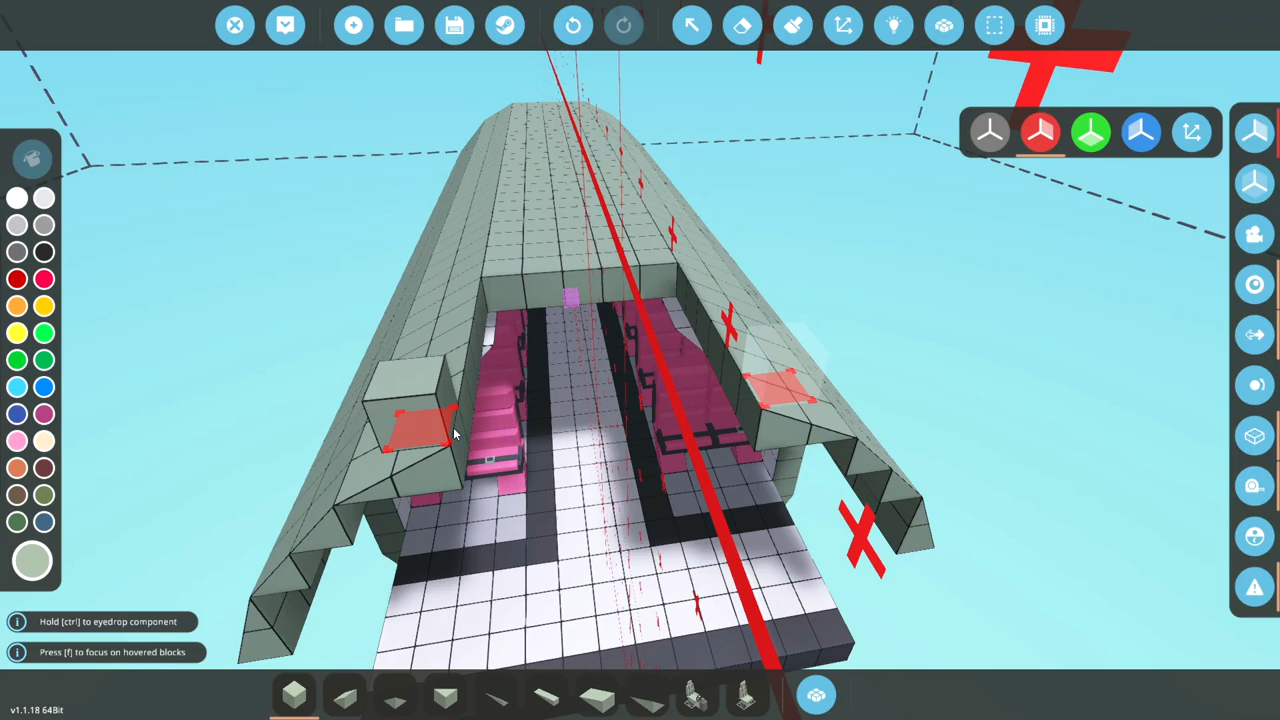 Hold [ctrl] to eyedrop component
Press [f] to focus on hovered blocks
v1.1.18 64Bit